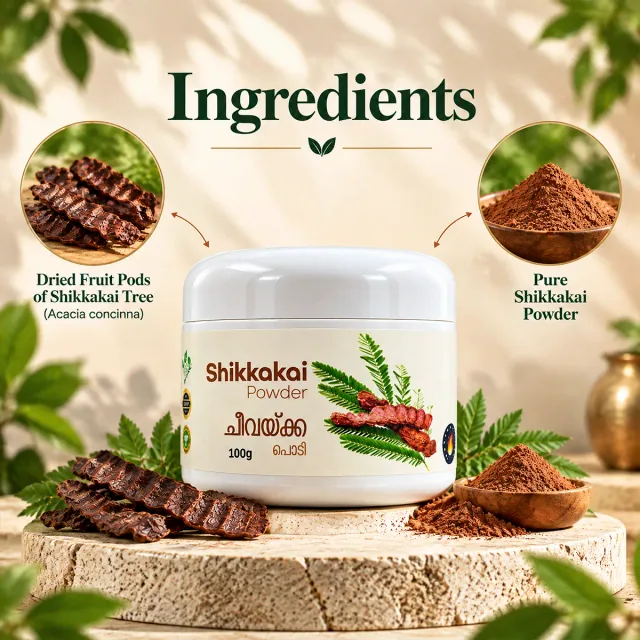 Ingredients
Dried Fruit Pods
of Shikkakai Tree
(Acacia concinna)
Pure
Shikkakai
Powder
Shikkakai
Powder
ചീവയ്ക്ക
പൊടി
100g